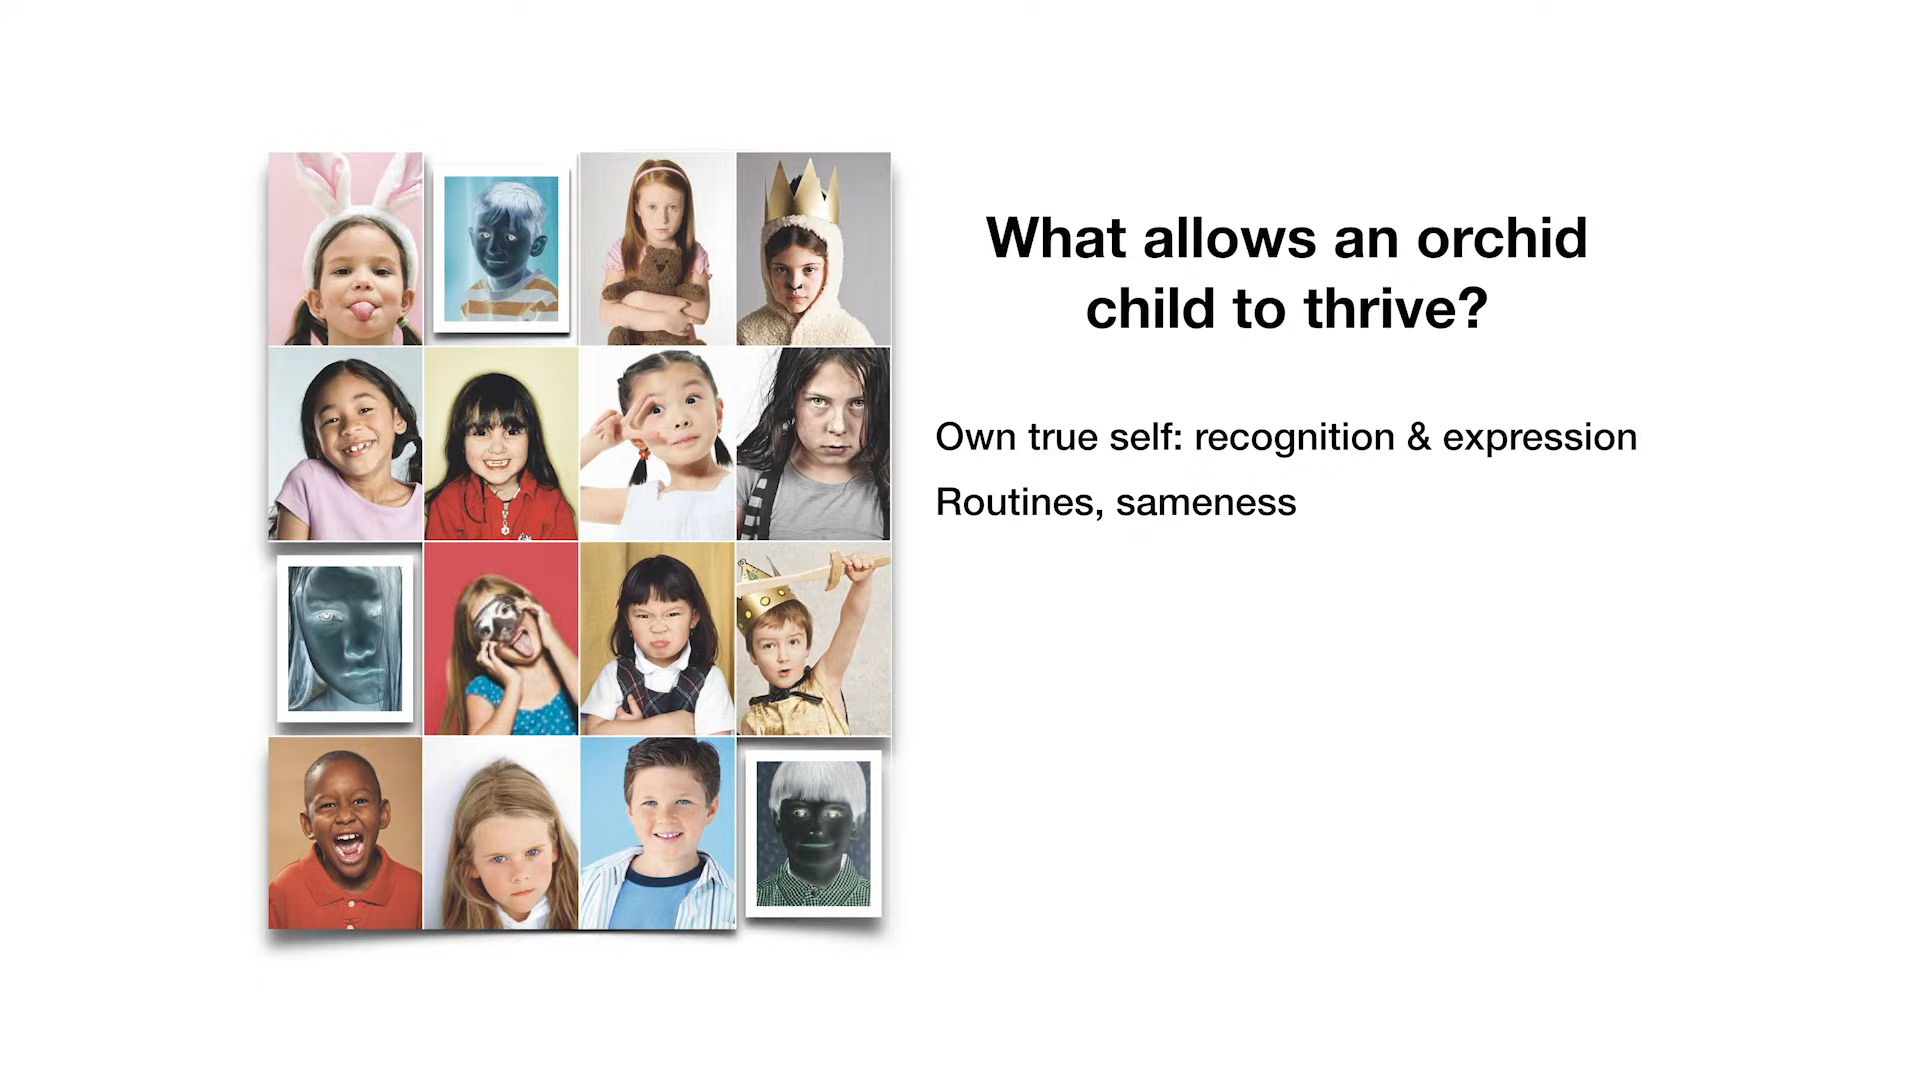 What allows an orchid
child to thrive?
Own true self: recognition & expression
Routines, sameness